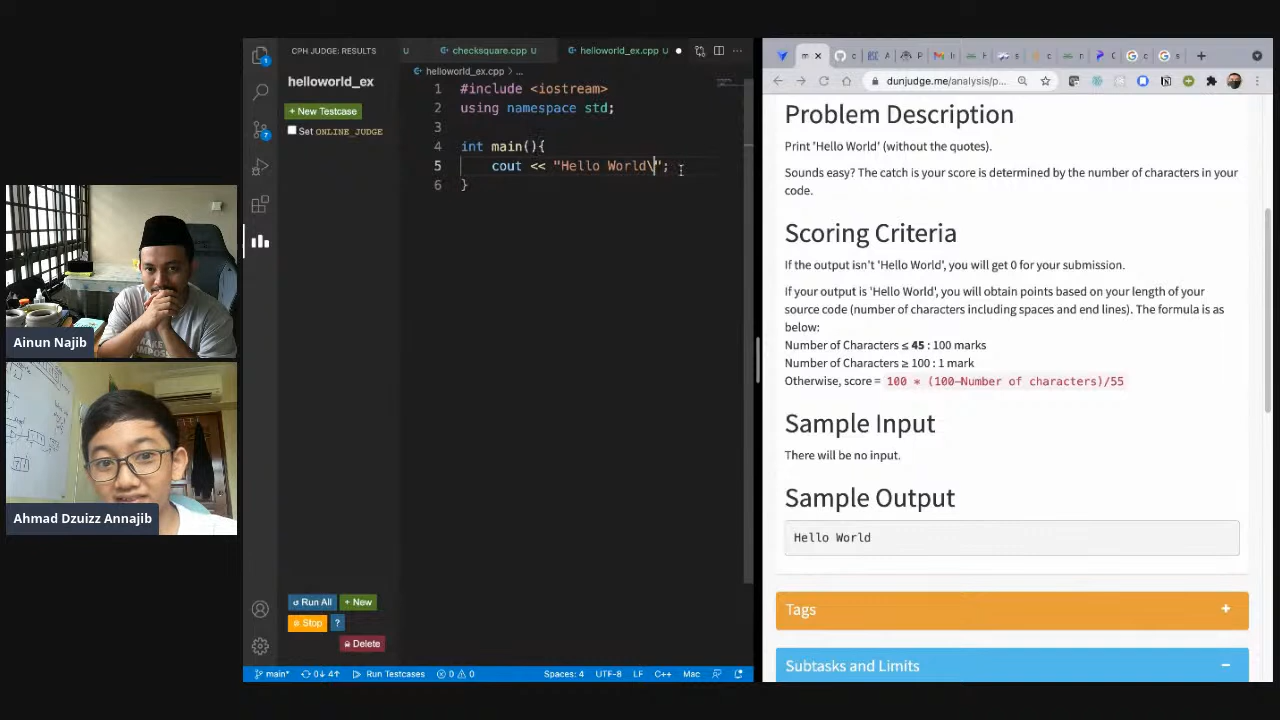 CPH JUDGE: RESULTS
U
checksquare.cpp U
helloworld_ex.cpp U
helloworld_ex
+ New Testcase
Set ONLINE_JUDGE
helloworld_ex.cpp > ...
1 #include <iostream>
2 using namespace std;
3
4 int main(){
5 cout << "Hello World\";
6 }
Run All
+ New
Stop
?
Delete
main*
0↓ 4↑
Run Testcases
0 0
Spaces: 4
UTF-8
LF
C++
Mac
Ainun Najib
Ahmad Dzuizz Annajib
dunjudge.me/analysis/p...
Problem Description
Print 'Hello World' (without the quotes).
Sounds easy? The catch is your score is determined by the number of characters in your
code.
Scoring Criteria
If the output isn't 'Hello World', you will get 0 for your submission.
If your output is 'Hello World', you will obtain points based on your length of your
source code (number of characters including spaces and end lines). The formula is as
below:
Number of Characters ≤ 45 : 100 marks
Number of Characters ≥ 100 : 1 mark
Otherwise, score = 100 * (100−Number of characters)/55
Sample Input
There will be no input.
Sample Output
Hello World
Tags +
Subtasks and Limits −